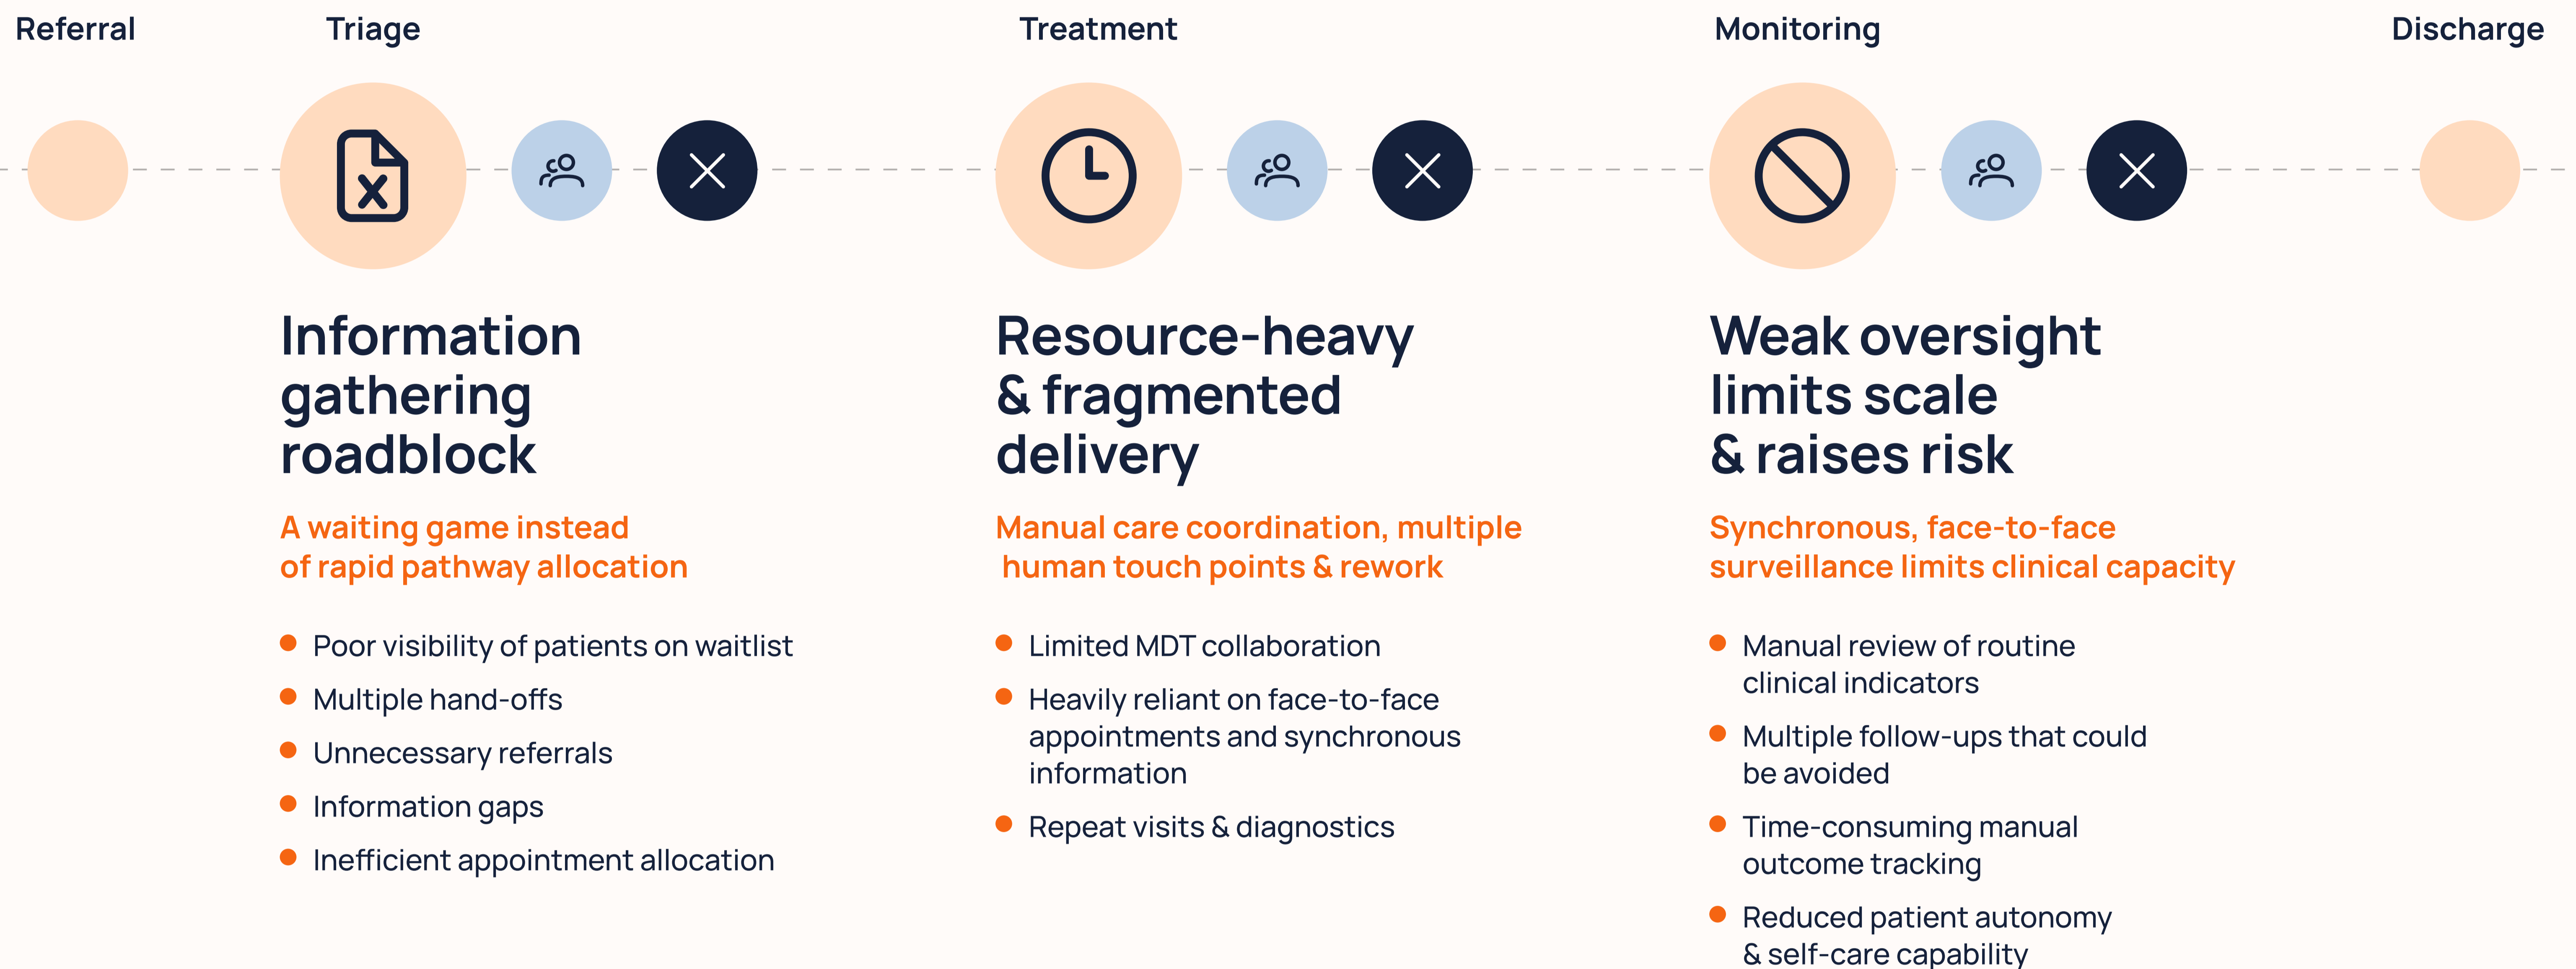 Referral
Triage
Treatment
Monitoring
Discharge
Information
gathering
roadblock
A waiting game instead
of rapid pathway allocation
Poor visibility of patients on waitlist
Multiple hand-offs
Unnecessary referrals
Information gaps
Inefficient appointment allocation
Resource-heavy
& fragmented
delivery
Manual care coordination, multiple
human touch points & rework
Limited MDT collaboration
Heavily reliant on face-to-face
appointments and synchronous
information
Repeat visits & diagnostics
Weak oversight
limits scale
& raises risk
Synchronous, face-to-face
surveillance limits clinical capacity
Manual review of routine
clinical indicators
Multiple follow-ups that could
be avoided
Time-consuming manual
outcome tracking
Reduced patient autonomy
& self-care capability